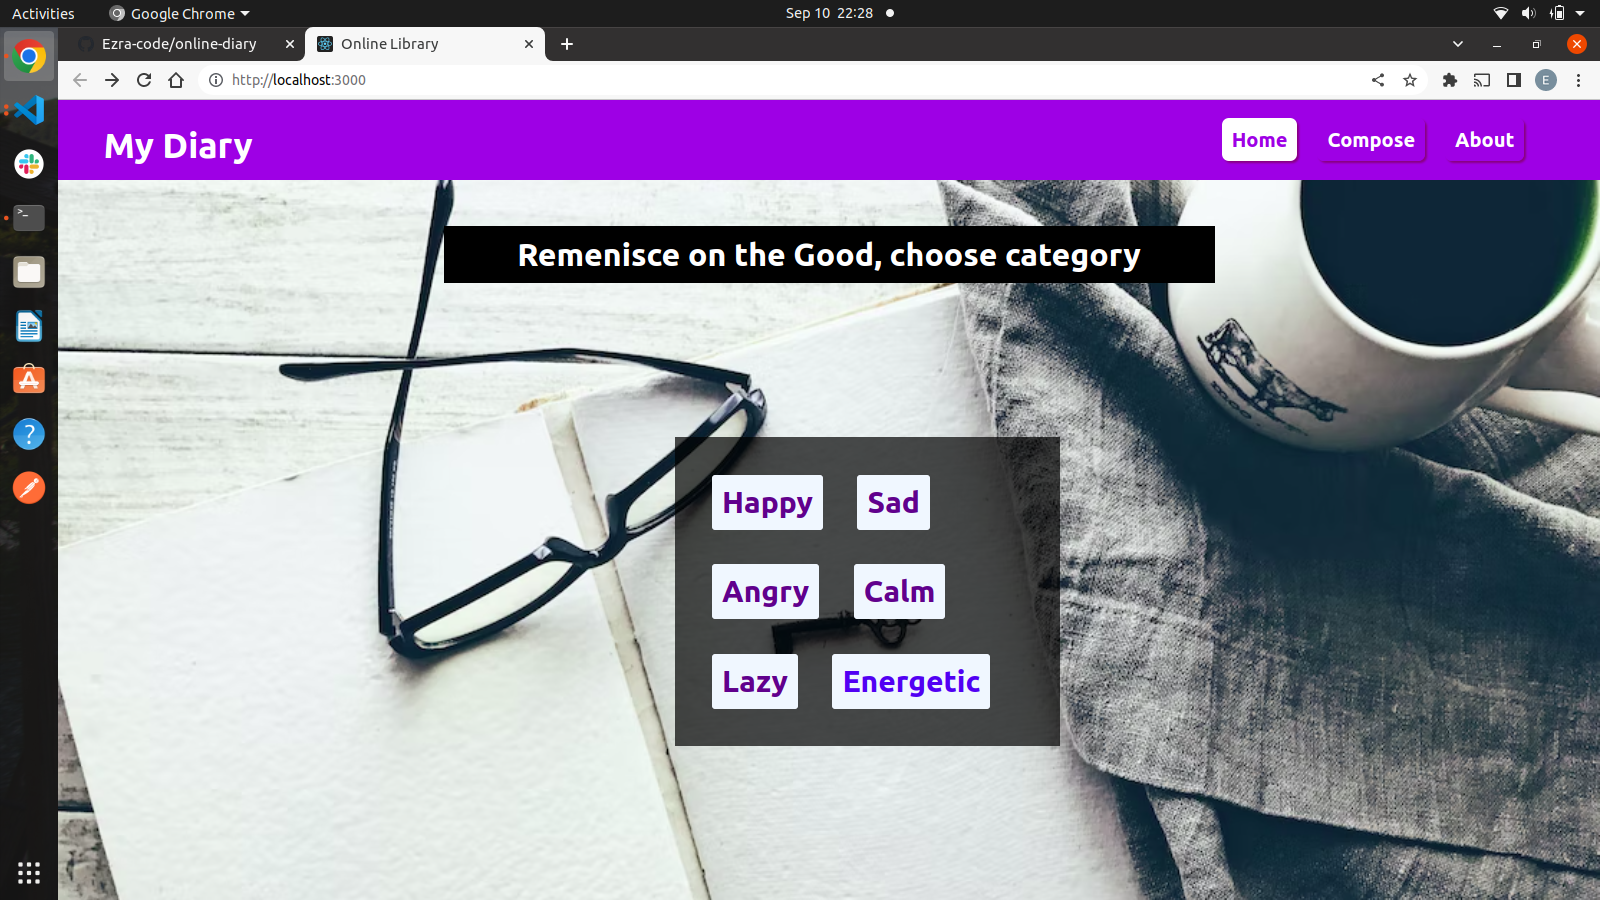 Activities Google Chrome Sep 10 22:28
Ezra-code/online-diary Online Library
http://localhost:3000 E
My Diary Home Compose About
Remenisce on the Good, choose category
Happy Sad
Angry Calm
Lazy Energetic